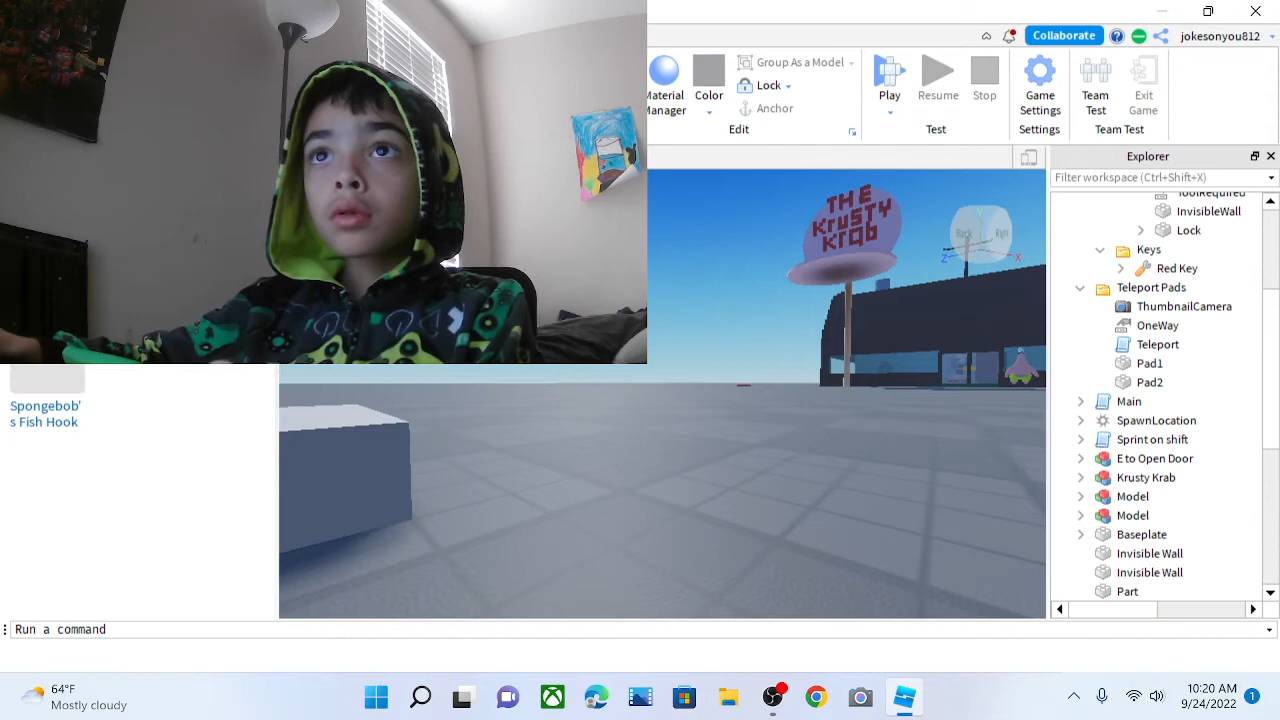 Collaborate
jokesonyou812
Material
Manager
Color
Group As a Model
Lock
Anchor
Edit
Play
Resume
Stop
Test
Game
Settings
Settings
Team
Test
Exit
Game
Team Test
Explorer
Filter workspace (Ctrl+Shift+X)
ToolRequired
InvisibleWall
Lock
Keys
Red Key
Teleport Pads
ThumbnailCamera
OneWay
Teleport
Pad1
Pad2
Main
SpawnLocation
Sprint on shift
E to Open Door
Krusty Krab
Model
Model
Baseplate
Invisible Wall
Invisible Wall
Part
THE
KrusTY
Krab
Back
Right
Z
X
Spongebob'
s Fish Hook
Run a command
64°F
Mostly cloudy
10:20 AM
9/24/2022
1